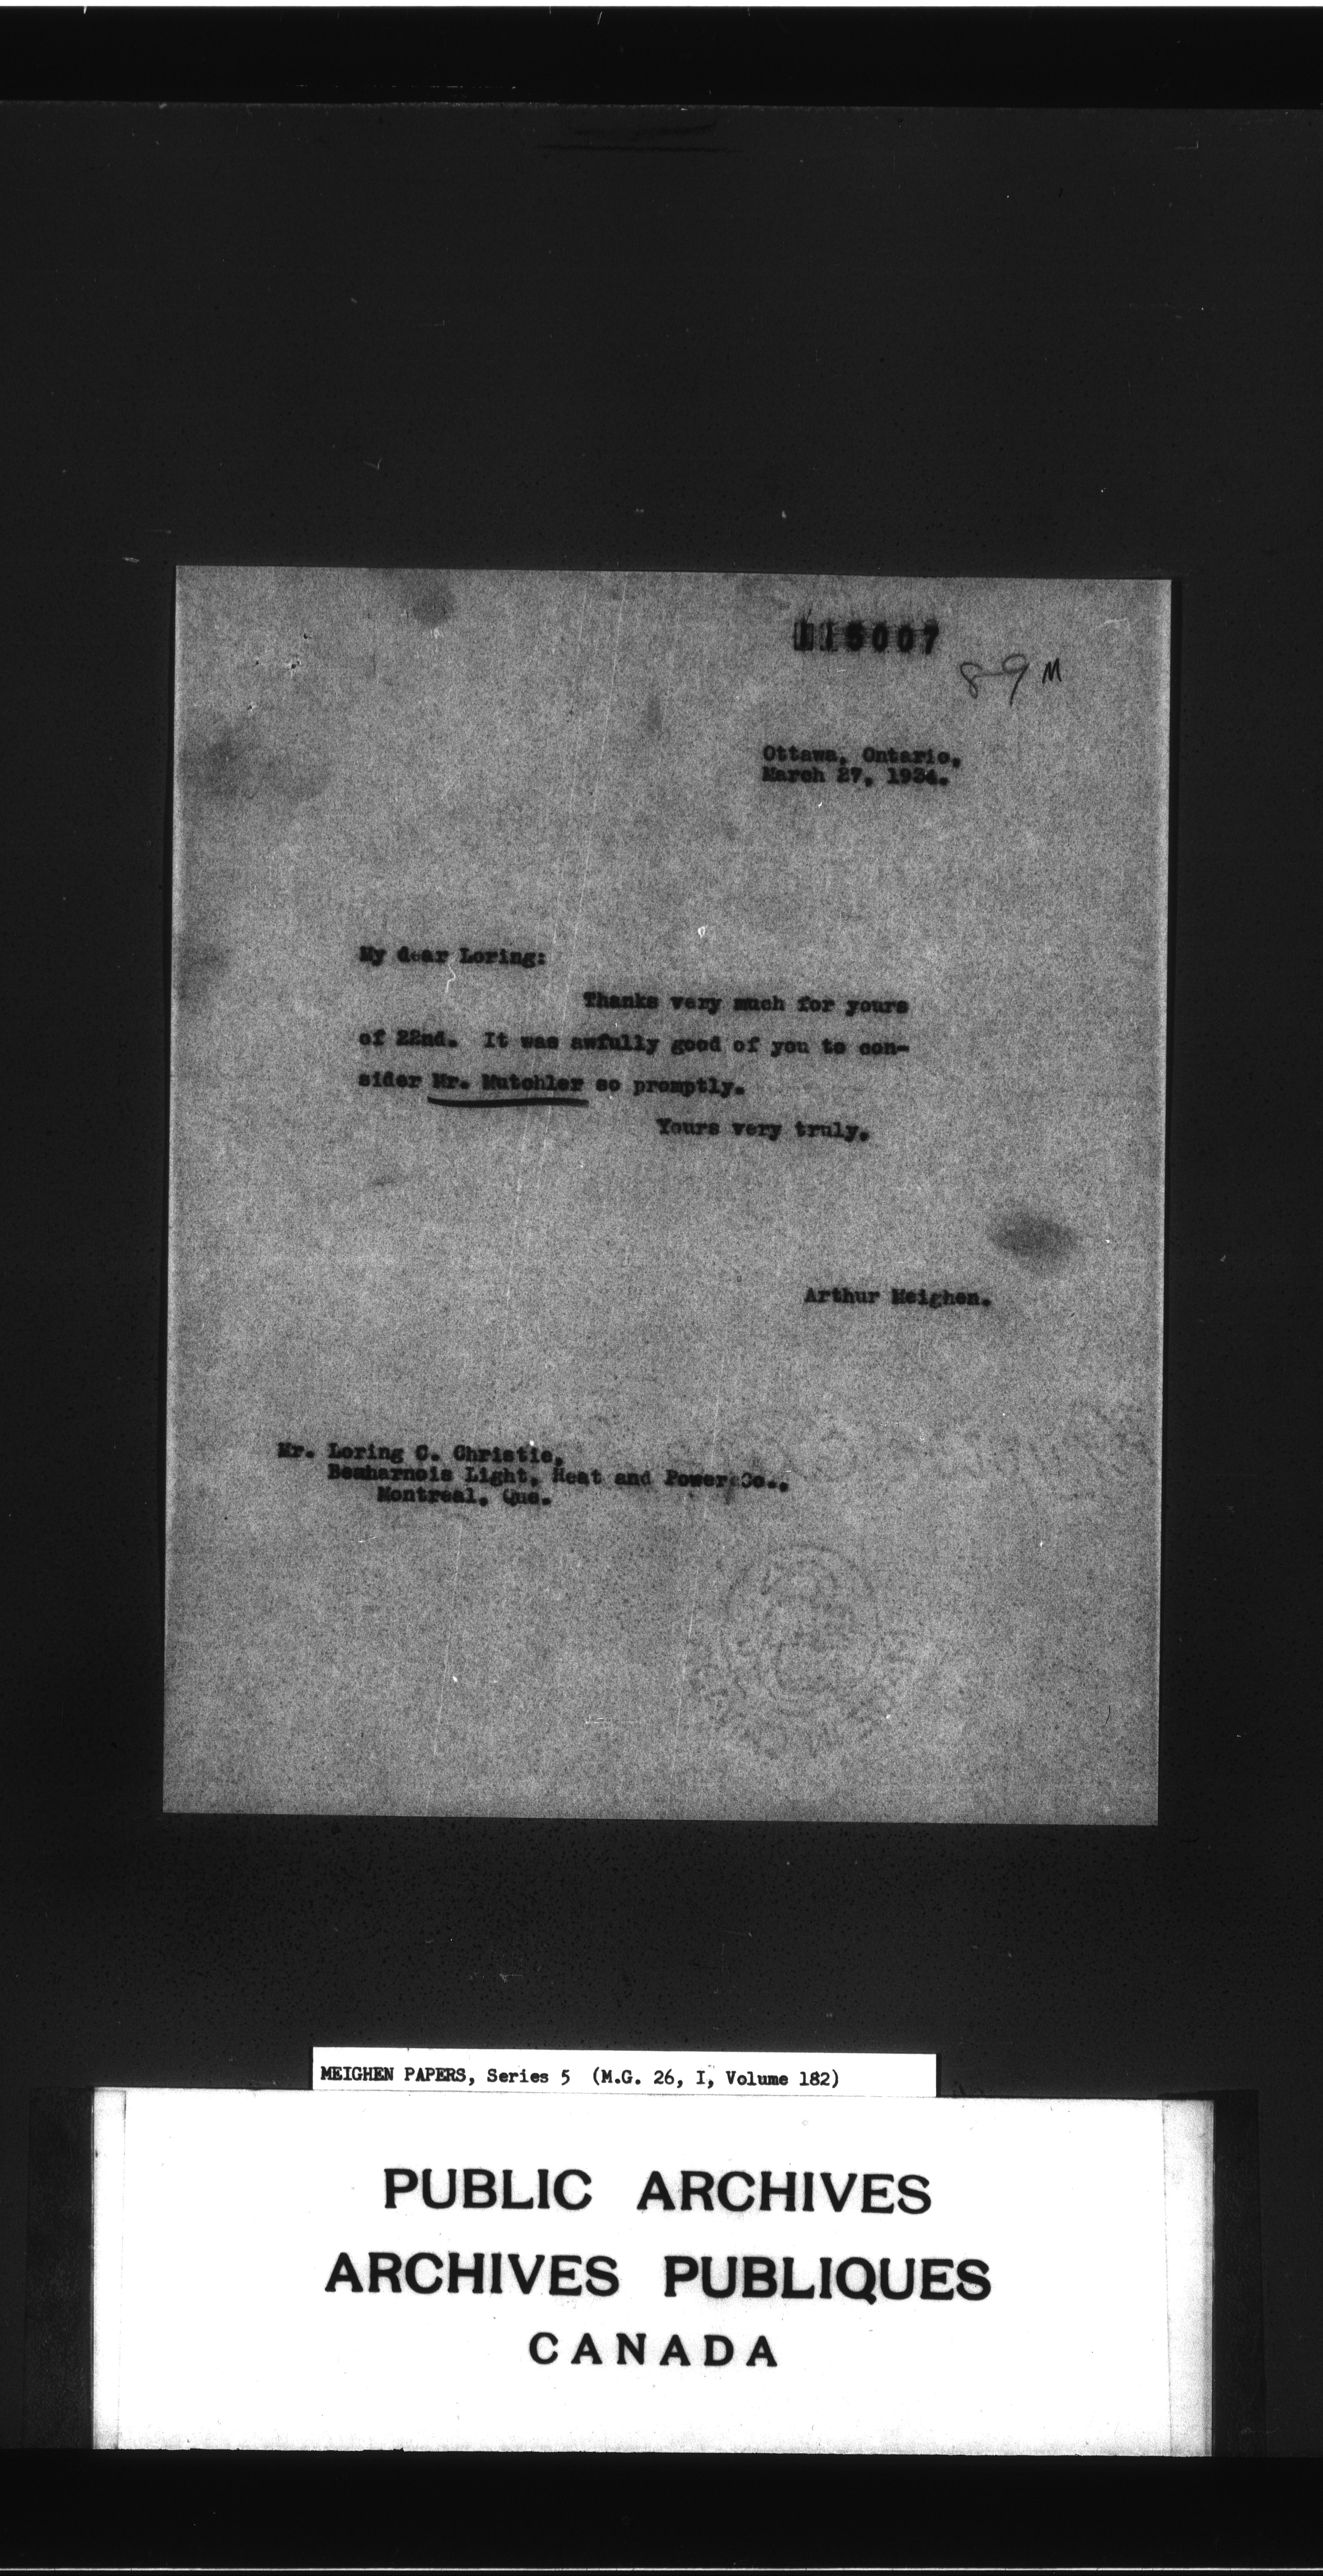 115007
8-9 M
Ottawa, Ontario,
March 27, 1934.
My dear Loring:
Thanks very much for yours
of 22nd. It was awfully good of you to con-
sider Mr. Mutchler so promptly.
Yours very truly,
Arthur Meighen.
Mr. Loring C. Christie,
Beauharnois Light, Heat and Power Co.,
Montreal, Que.
MEIGHEN PAPERS, Series 5 (M.G. 26, I, Volume 182)
PUBLIC ARCHIVES
ARCHIVES PUBLIQUES
CANADA